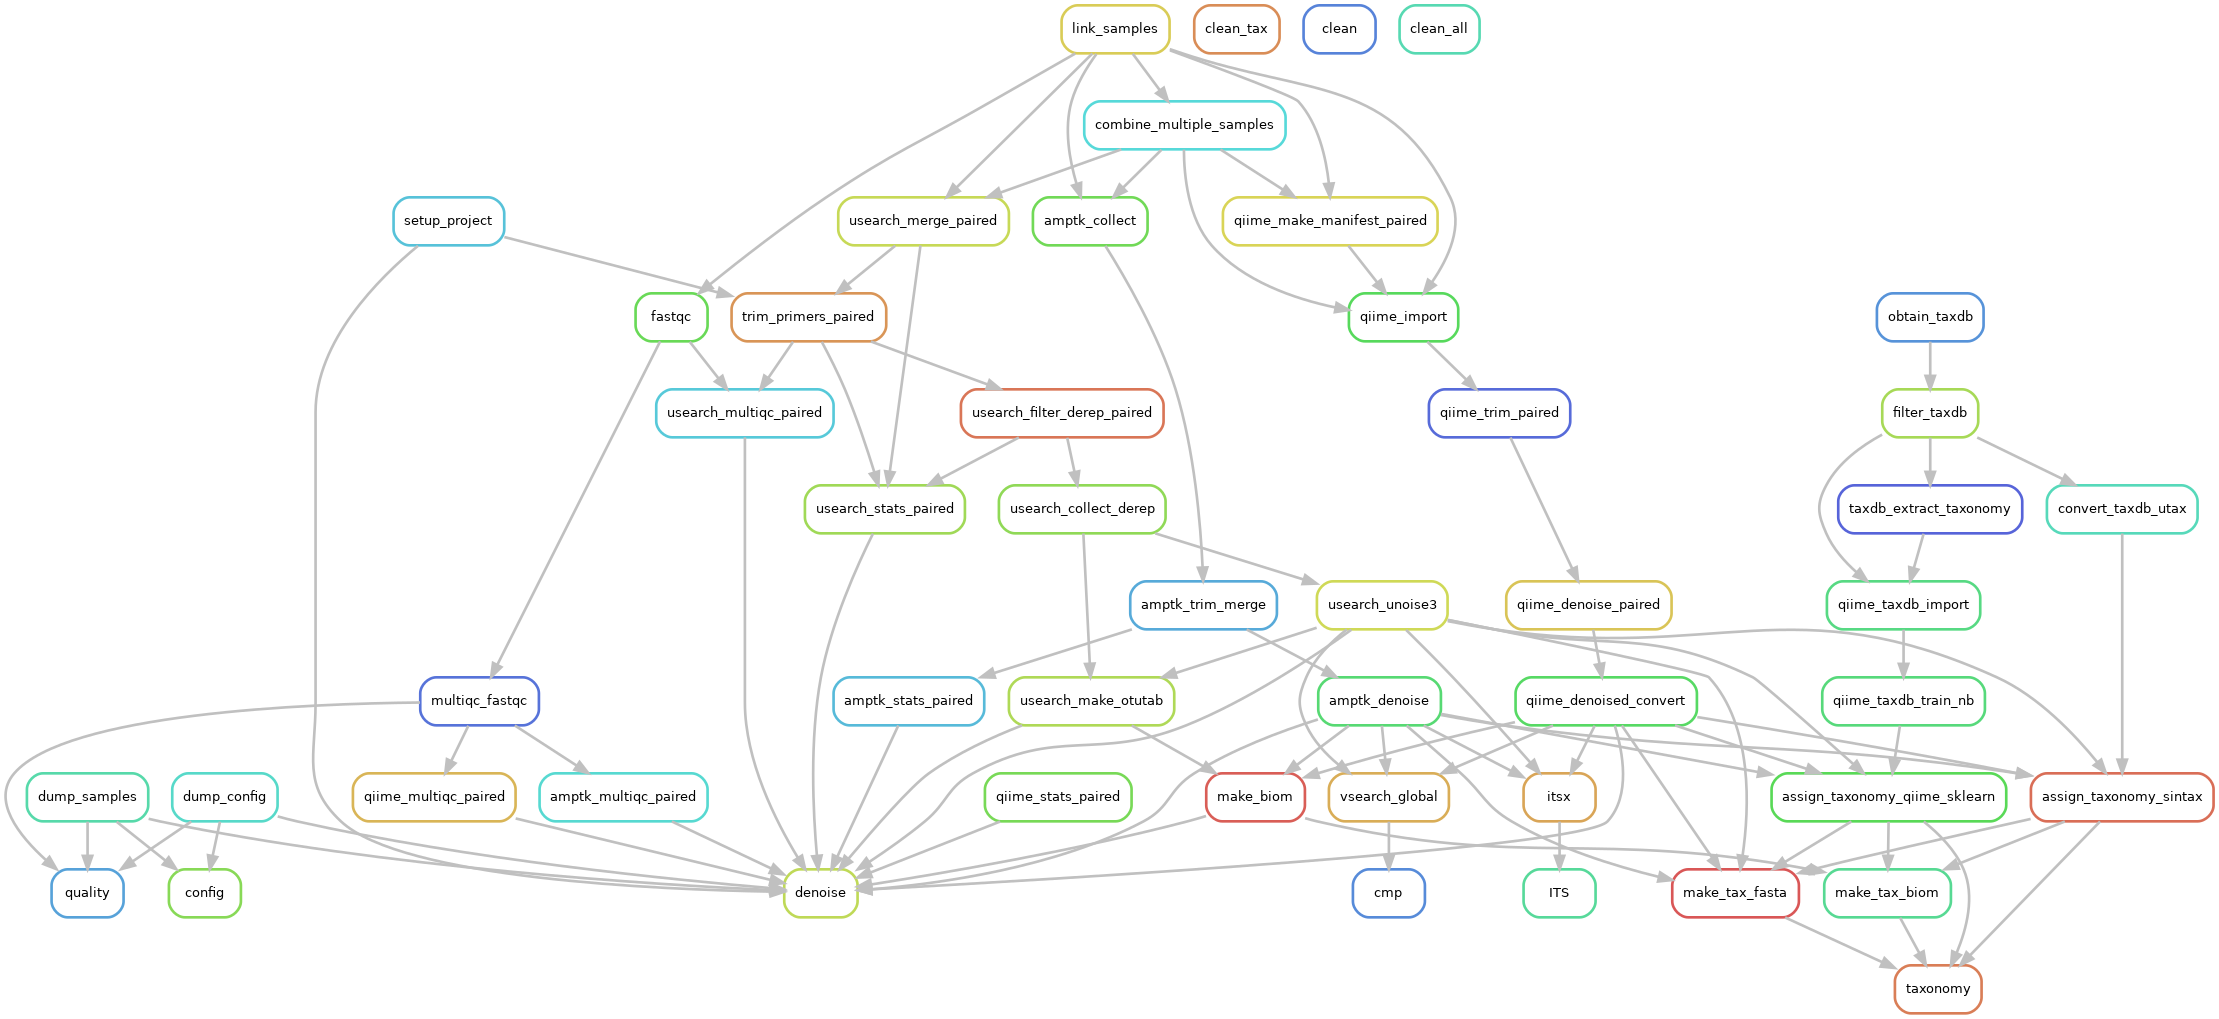 link_samples
clean_tax
clean
clean_all
combine_multiple_samples
setup_project
usearch_merge_paired
amptk_collect
qiime_make_manifest_paired
fastqc
trim_primers_paired
qiime_import
obtain_taxdb
usearch_multiqc_paired
usearch_filter_derep_paired
qiime_trim_paired
filter_taxdb
usearch_stats_paired
usearch_collect_derep
taxdb_extract_taxonomy
convert_taxdb_utax
amptk_trim_merge
usearch_unoise3
qiime_denoise_paired
qiime_taxdb_import
multiqc_fastqc
amptk_stats_paired
usearch_make_otutab
amptk_denoise
qiime_denoised_convert
qiime_taxdb_train_nb
dump_samples
dump_config
qiime_multiqc_paired
amptk_multiqc_paired
qiime_stats_paired
make_biom
vsearch_global
itsx
assign_taxonomy_qiime_sklearn
assign_taxonomy_sintax
quality
config
denoise
cmp
ITS
make_tax_fasta
make_tax_biom
taxonomy